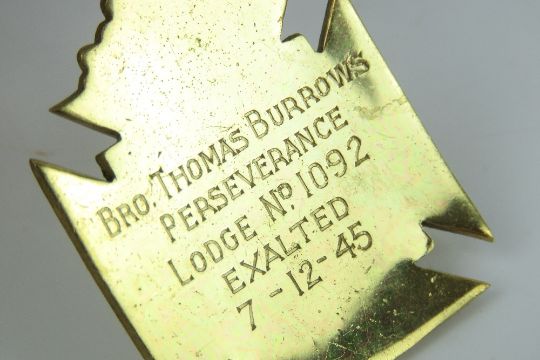 BRO. THOMAS BURROWS
PERSEVERANCE
LODGE NO. 1092
EXALTED
7-12-45